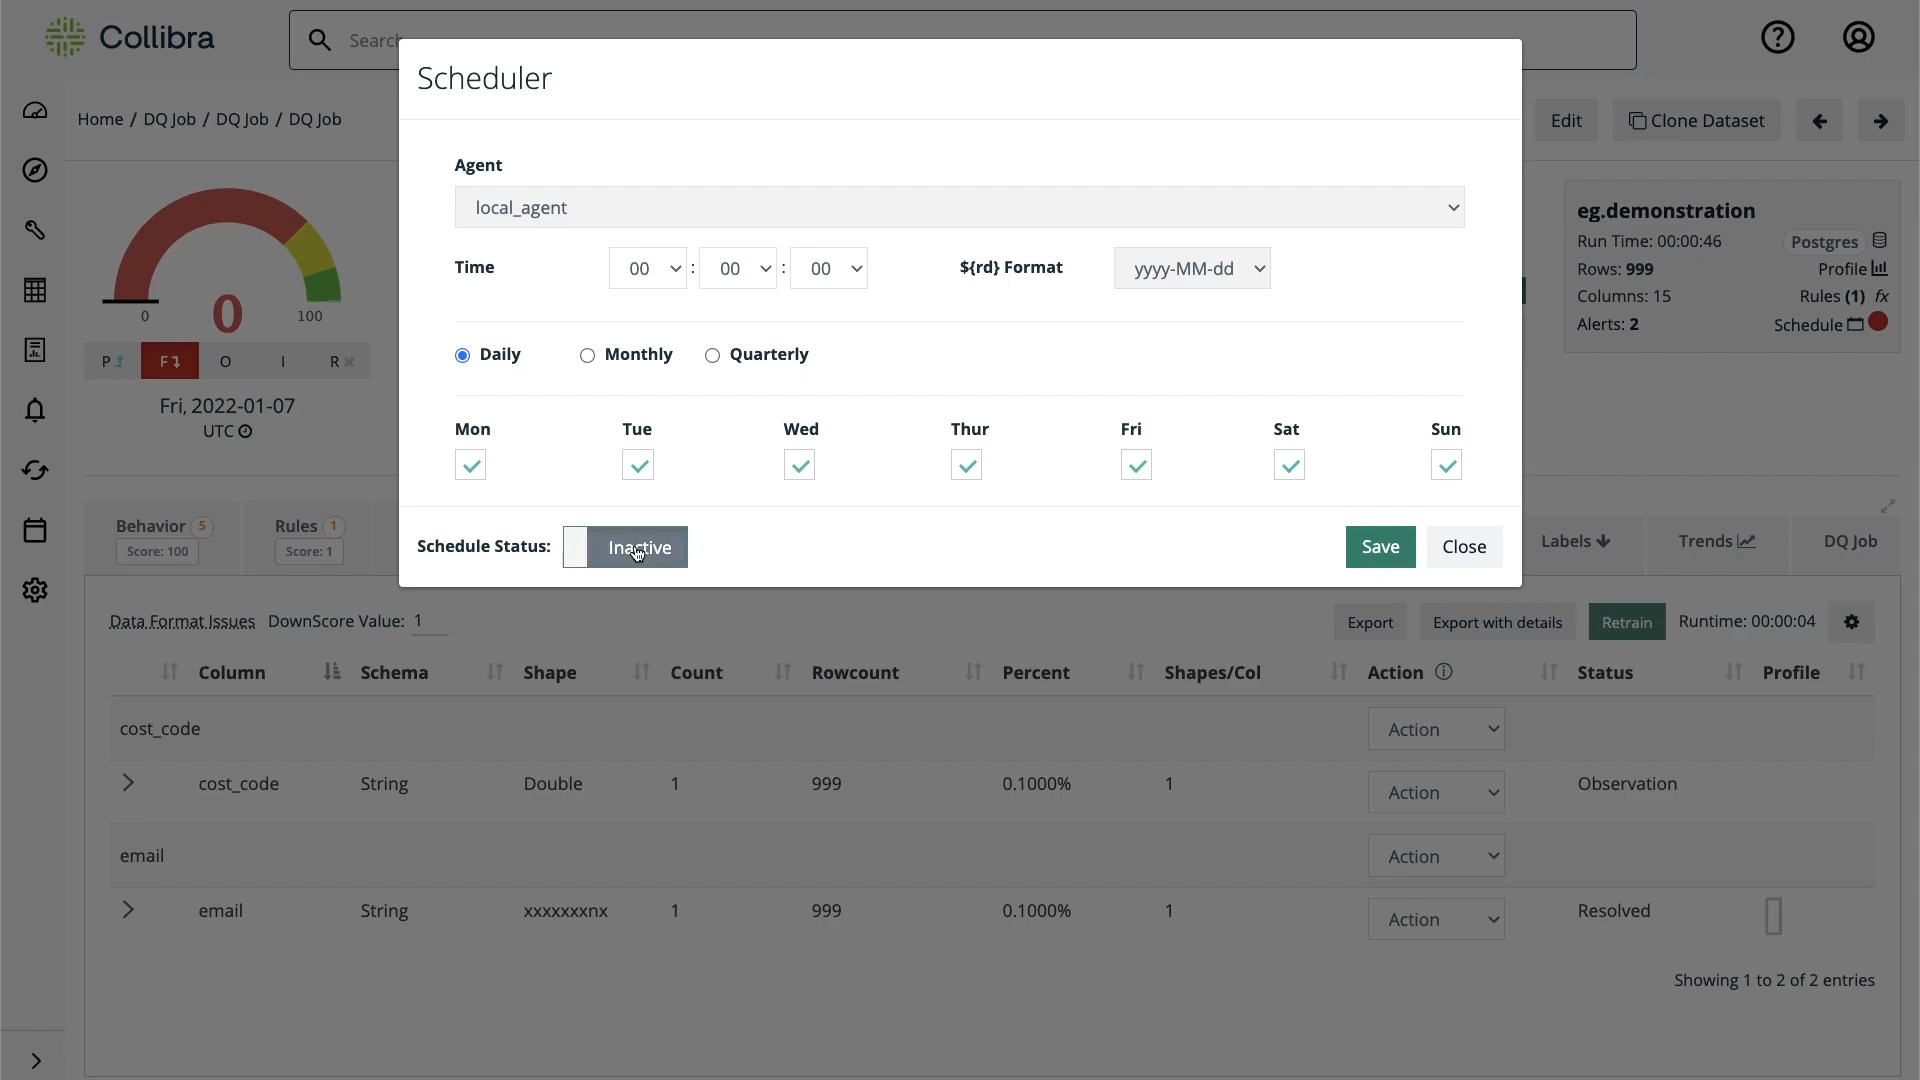 Collibra
Search
Scheduler
Home / DQ Job / DQ Job / DQ Job
Edit
Clone Dataset
Agent
local_agent
Time 00 : 00 : 00 ${rd} Format yyyy-MM-dd
Daily Monthly Quarterly
Mon Tue Wed Thur Fri Sat Sun
Schedule Status: Inactive Save Close
0
0
100
P F O I R
Fri, 2022-01-07
UTC
eg.demonstration
Run Time: 00:00:46 Postgres
Rows: 999 Profile
Columns: 15 Rules (1) fx
Alerts: 2 Schedule
Behavior 5
Score: 100
Rules 1
Score: 1
Labels
Trends
DQ Job
Data Format Issues DownScore Value: 1
Export Export with details Retrain Runtime: 00:00:04
Column Schema Shape Count Rowcount Percent Shapes/Col Action Status Profile
cost_code Action
cost_code String Double 1 999 0.1000% 1 Action Observation
email Action
email String xxxxxxxnx 1 999 0.1000% 1 Action Resolved
Showing 1 to 2 of 2 entries